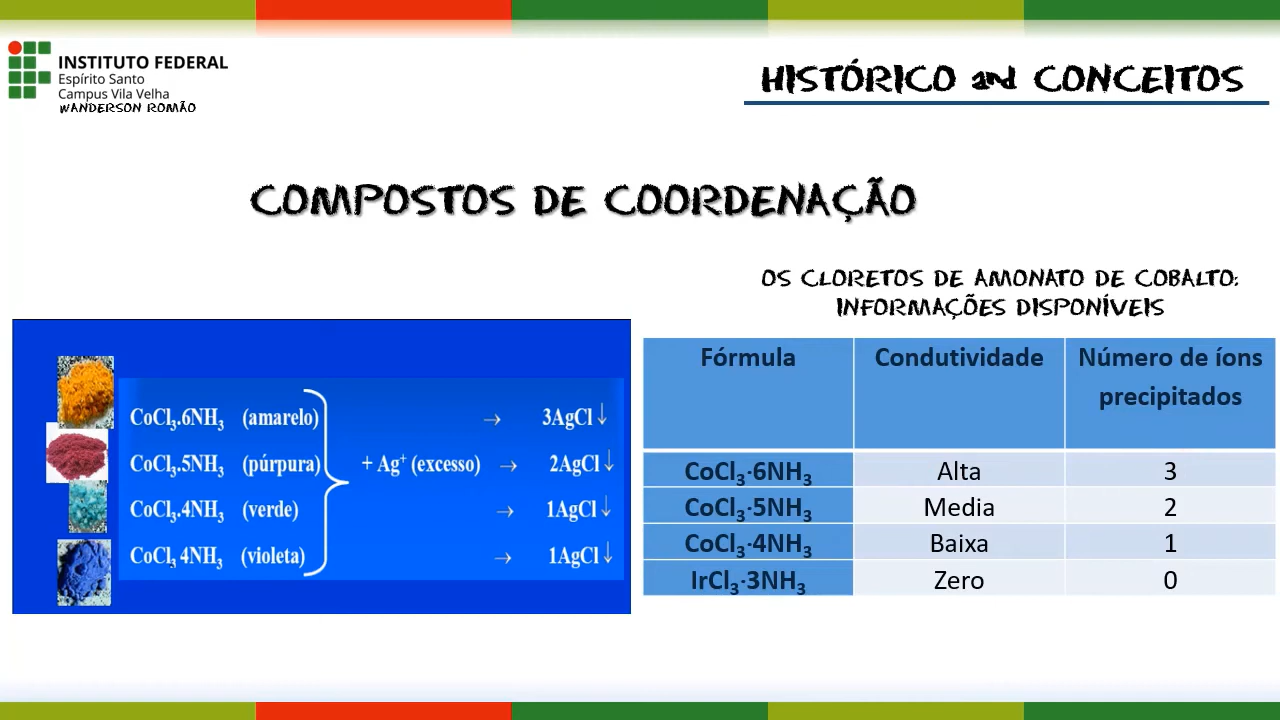 INSTITUTO FEDERAL
Espírito Santo
Campus Vila Velha
WANDERSON ROMÃO
HISTÓRICO and CONCEITOS
COMPOSTOS DE COORDENAÇÃO
OS CLORETOS DE AMONATO DE COBALTO:
INFORMAÇÕES DISPONÍVEIS
CoCl₃.6NH₃ (amarelo) → 3AgCl↓
CoCl₃.5NH₃ (púrpura) + Ag⁺ (excesso) → 2AgCl↓
CoCl₃.4NH₃ (verde) → 1AgCl↓
CoCl₃ 4NH₃ (violeta) → 1AgCl↓
Fórmula Condutividade Número de íons
precipitados
CoCl₃·6NH₃ Alta 3
CoCl₃·5NH₃ Media 2
CoCl₃·4NH₃ Baixa 1
IrCl₃·3NH₃ Zero 0